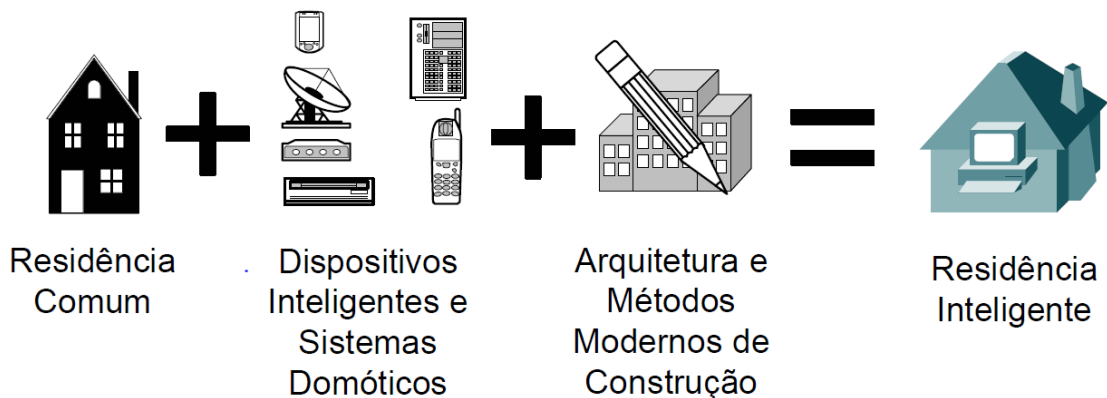 Residência
Comum
Dispositivos
Inteligentes e
Sistemas
Domóticos
Arquitetura e
Métodos
Modernos de
Construção
Residência
Inteligente